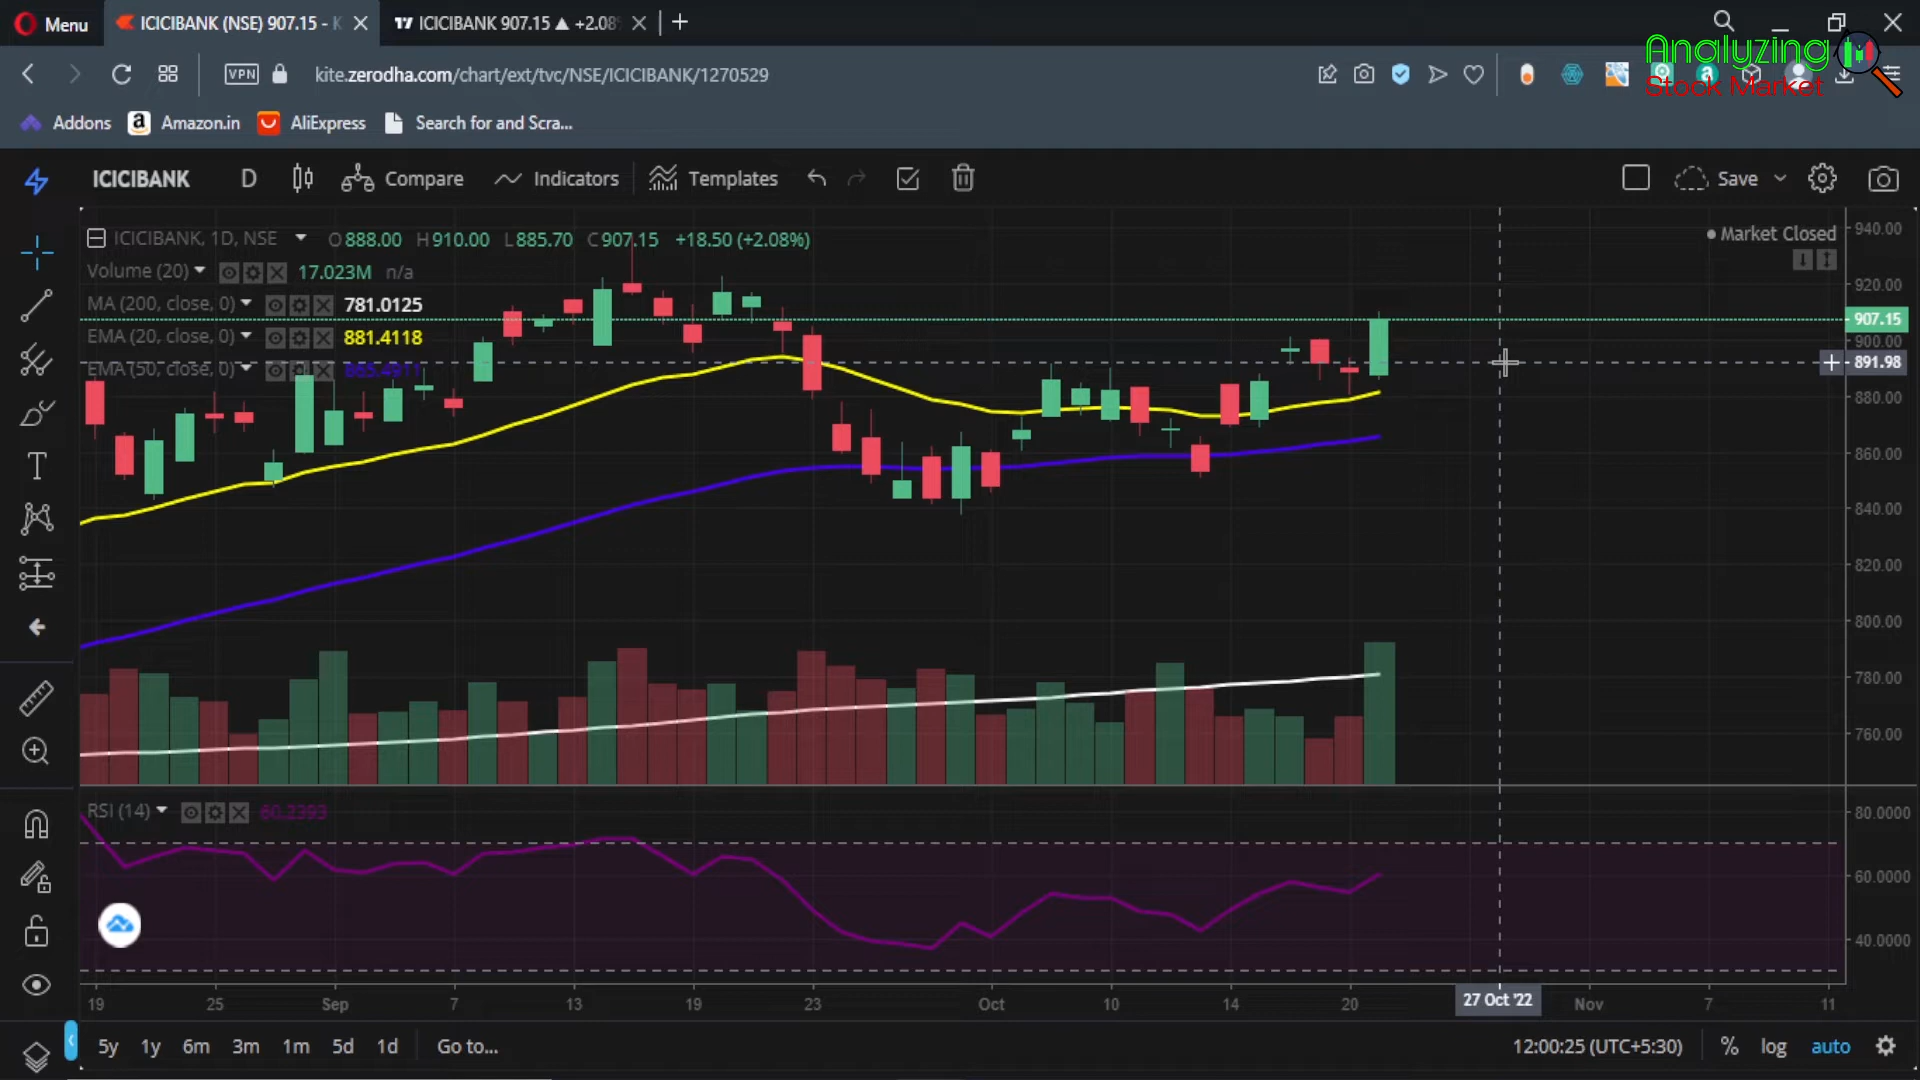 Menu
ICICIBANK (NSE) 907.15 - K
ICICIBANK 907.15 ▲ +2.08%
VPN
kite.zerodha.com/chart/ext/tvc/NSE/ICICIBANK/1270529
Analyzing
Stock Market
Addons
Amazon.in
AliExpress
Search for and Scra...
ICICIBANK D Compare Indicators Templates Save
ICICIBANK, 1D, NSE O888.00 H910.00 L885.70 C907.15 +18.50 (+2.08%)
Market Closed
Volume (20) 17.023M n/a
MA (200, close, 0) 781.0125
EMA (20, close, 0) 881.4118
EMA (50, close, 0) 865.4911
940.00
920.00
907.15
900.00
891.98
880.00
860.00
840.00
820.00
800.00
780.00
760.00
RSI (14) 60.2393
80.0000
60.0000
40.0000
19 25 Sep 7 13 19 23 Oct 10 14 20 27 Oct '22 Nov 7 11
5y 1y 6m 3m 1m 5d 1d Go to...
12:00:25 (UTC+5:30) % log auto